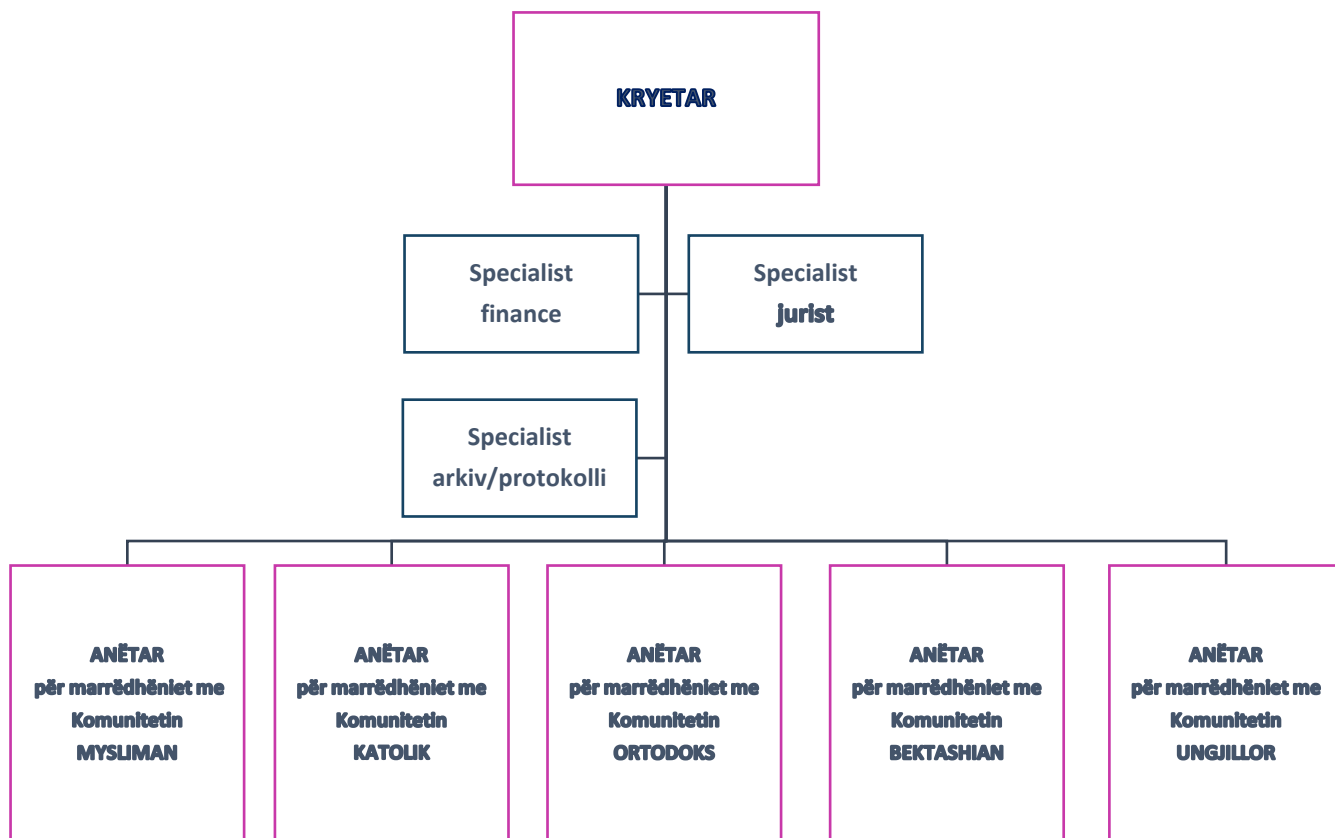 KRYETAR
Specialist
finance
Specialist
jurist
Specialist
arkiv/protokolli
ANËTAR
për marrëdhëniet me
Komunitetin
MYSLIMAN
ANËTAR
për marrëdhëniet me
Komunitetin
KATOLIK
ANËTAR
për marrëdhëniet me
Komunitetin
ORTODOKS
ANËTAR
për marrëdhëniet me
Komunitetin
BEKTASHIAN
ANËTAR
për marrëdhëniet me
Komunitetin
UNGJILLOR